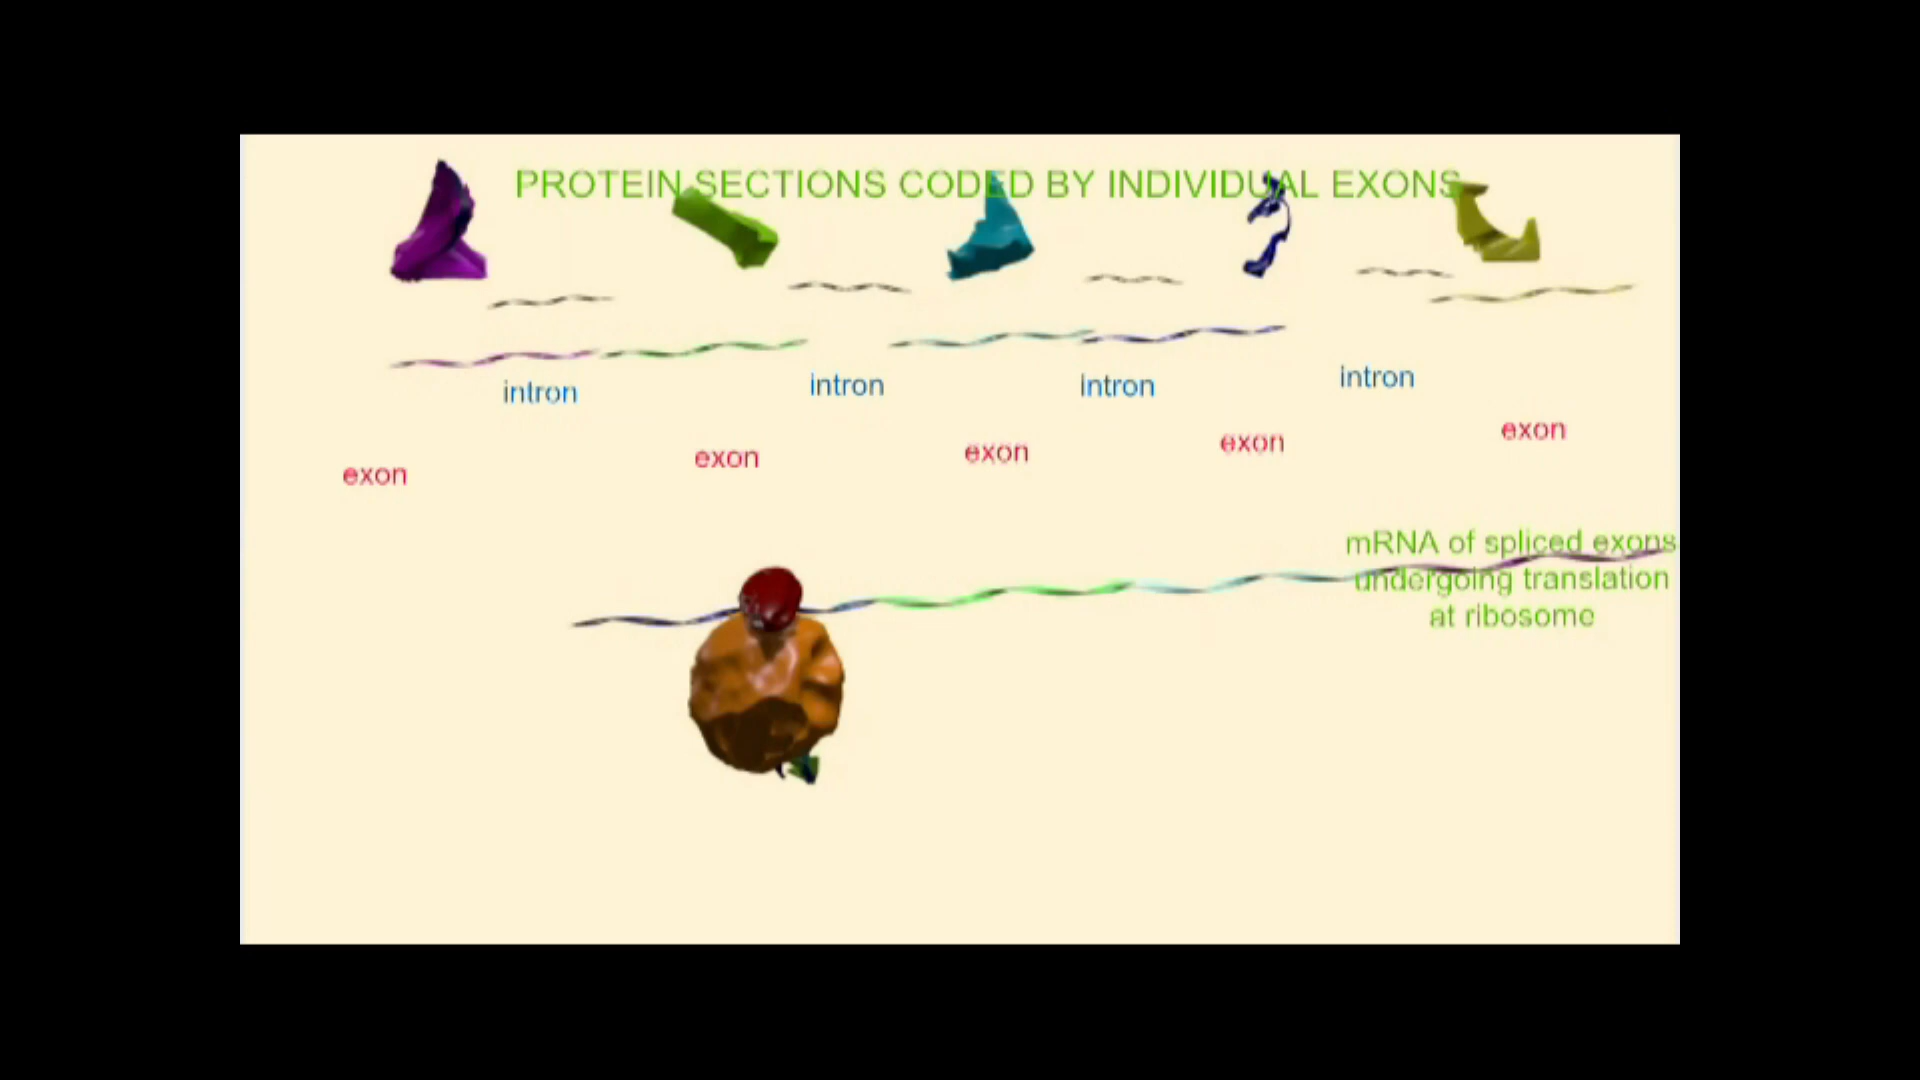 PROTEIN SECTIONS CODED BY INDIVIDUAL EXONS
intron
intron
intron
intron
exon
exon
exon
exon
exon
mRNA of spliced exons
undergoing translation
at ribosome